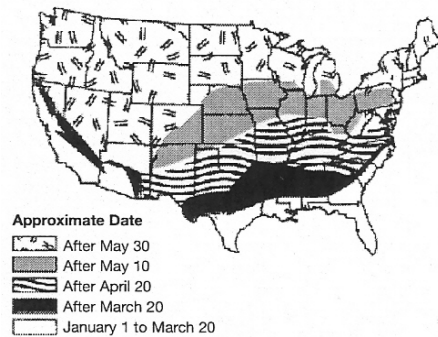 Approximate Date
After May 30
After May 10
After April 20
After March 20
January 1 to March 20